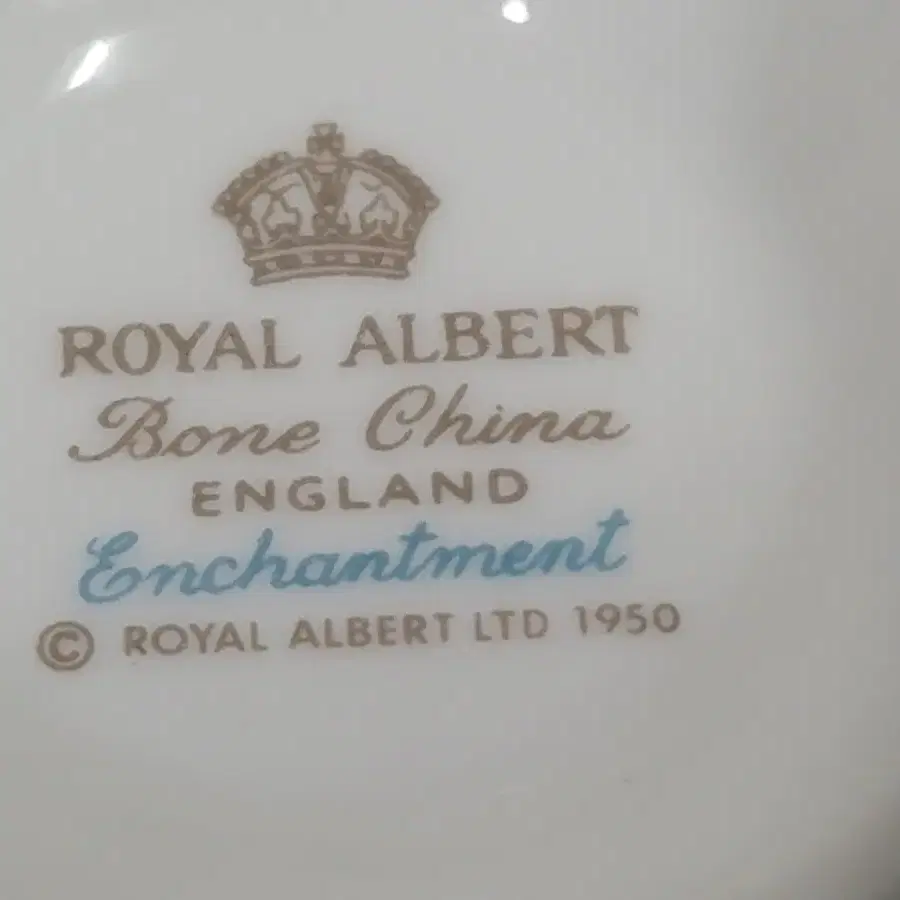 ROYAL ALBERT
Bone China
ENGLAND
Enchantment
© ROYAL ALBERT LTD 1950